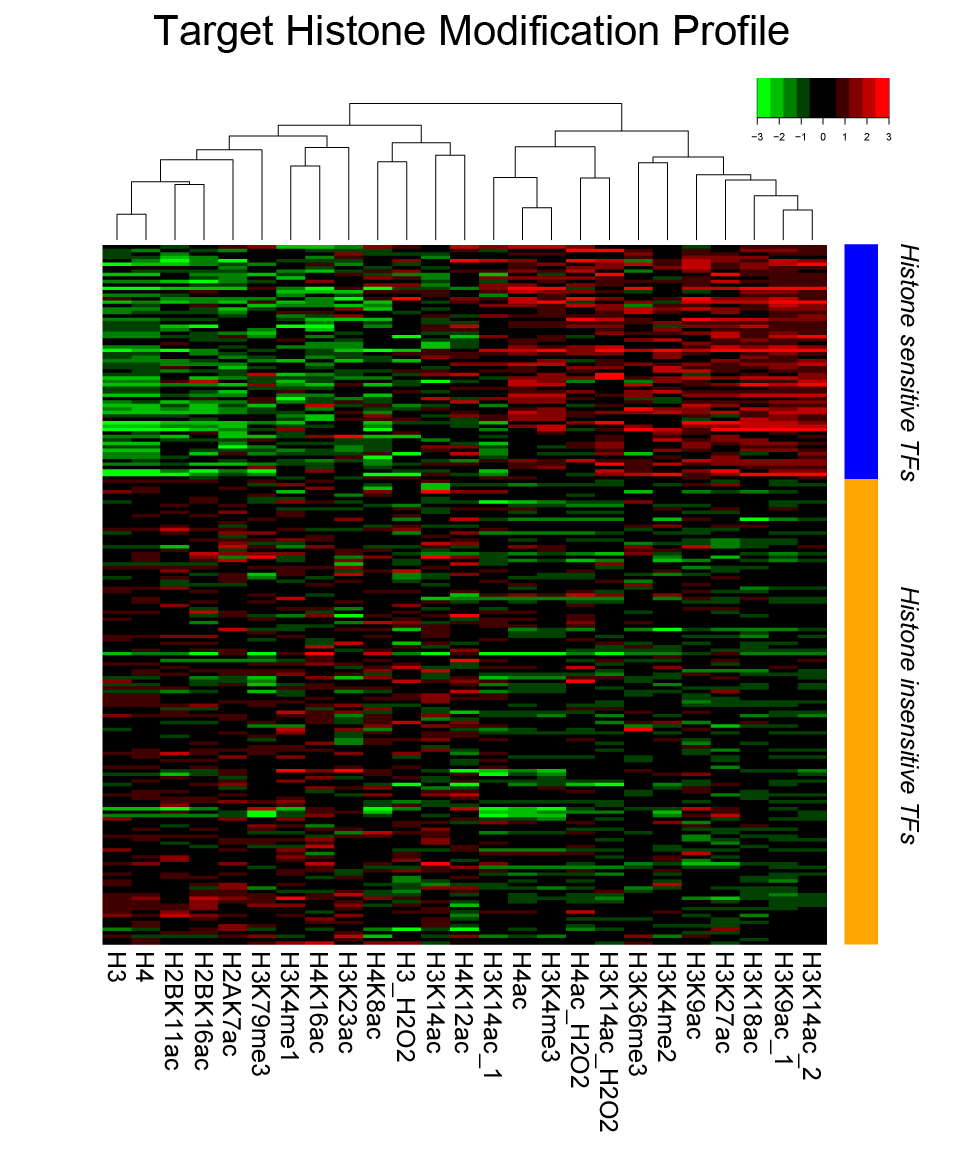 Target Histone Modification Profile
−3 −2 −1 0 1 2 3
Histone sensitive TFs
Histone insensitive TFs
H3
H4
H2BK11ac
H2BK16ac
H2AK7ac
H3K79me3
H3K4me1
H4K16ac
H3K23ac
H4K8ac
H3_H2O2
H3K14ac
H4K12ac
H3K14ac_1
H4ac
H3K4me3
H4ac_H2O2
H3K14ac_H2O2
H3K36me3
H3K4me2
H3K9ac
H3K27ac
H3K18ac
H3K9ac_1
H3K14ac_2